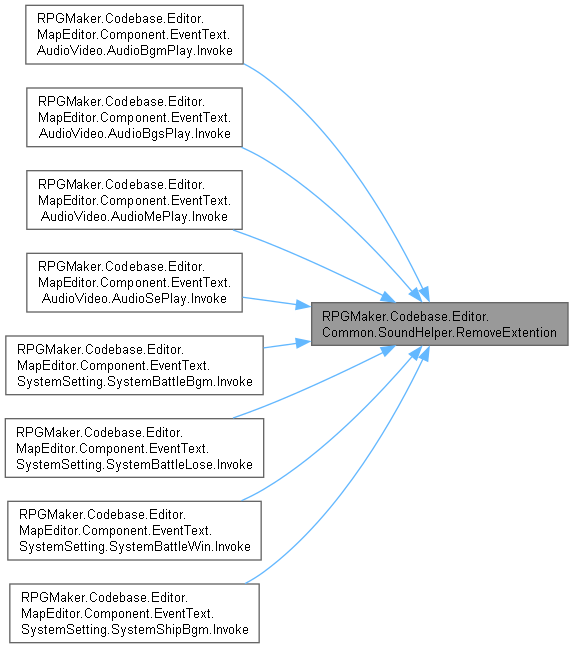 RPGMaker.Codebase.Editor.
MapEditor.Component.EventText.
AudioVideo.AudioBgmPlay.Invoke
RPGMaker.Codebase.Editor.
MapEditor.Component.EventText.
AudioVideo.AudioBgsPlay.Invoke
RPGMaker.Codebase.Editor.
MapEditor.Component.EventText.
AudioVideo.AudioMePlay.Invoke
RPGMaker.Codebase.Editor.
MapEditor.Component.EventText.
AudioVideo.AudioSePlay.Invoke
RPGMaker.Codebase.Editor.
Common.SoundHelper.RemoveExtention
RPGMaker.Codebase.Editor.
MapEditor.Component.EventText.
SystemSetting.SystemBattleBgm.Invoke
RPGMaker.Codebase.Editor.
MapEditor.Component.EventText.
SystemSetting.SystemBattleLose.Invoke
RPGMaker.Codebase.Editor.
MapEditor.Component.EventText.
SystemSetting.SystemBattleWin.Invoke
RPGMaker.Codebase.Editor.
MapEditor.Component.EventText.
SystemSetting.SystemShipBgm.Invoke